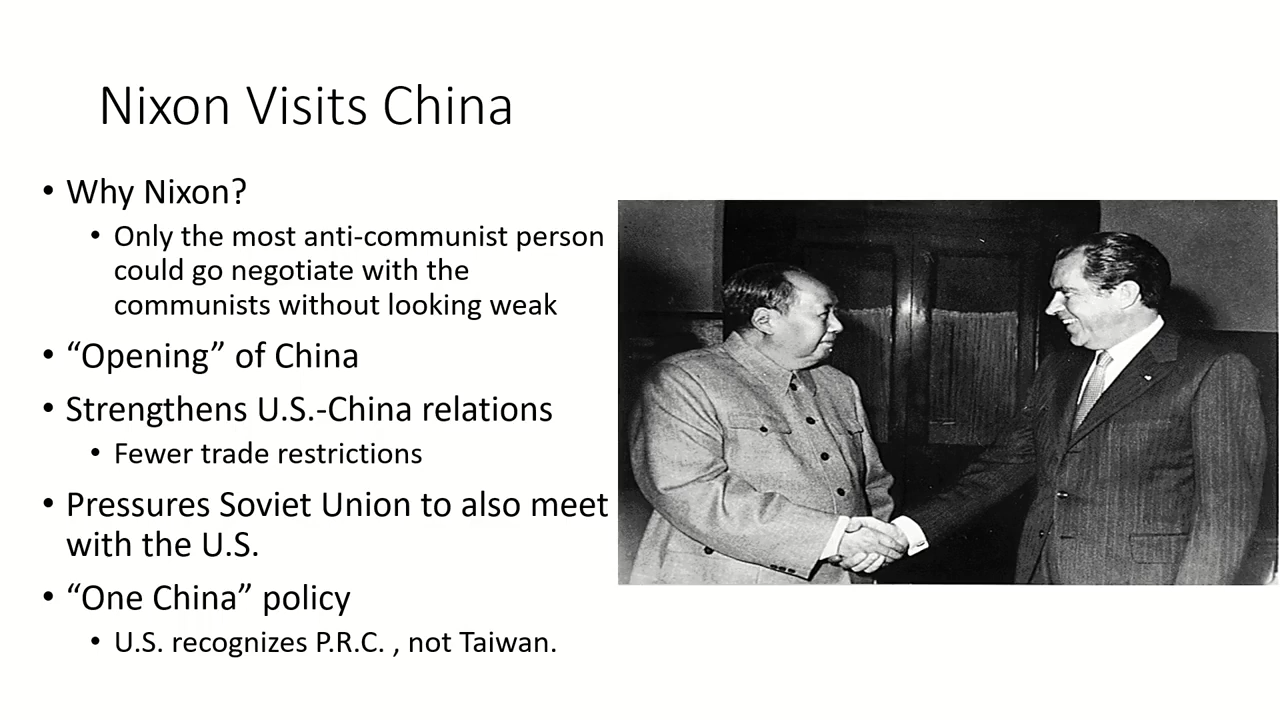 Nixon Visits China
• Why Nixon?
• Only the most anti-communist person
could go negotiate with the
communists without looking weak
• “Opening” of China
• Strengthens U.S.-China relations
• Fewer trade restrictions
• Pressures Soviet Union to also meet
with the U.S.
• “One China” policy
• U.S. recognizes P.R.C. , not Taiwan.